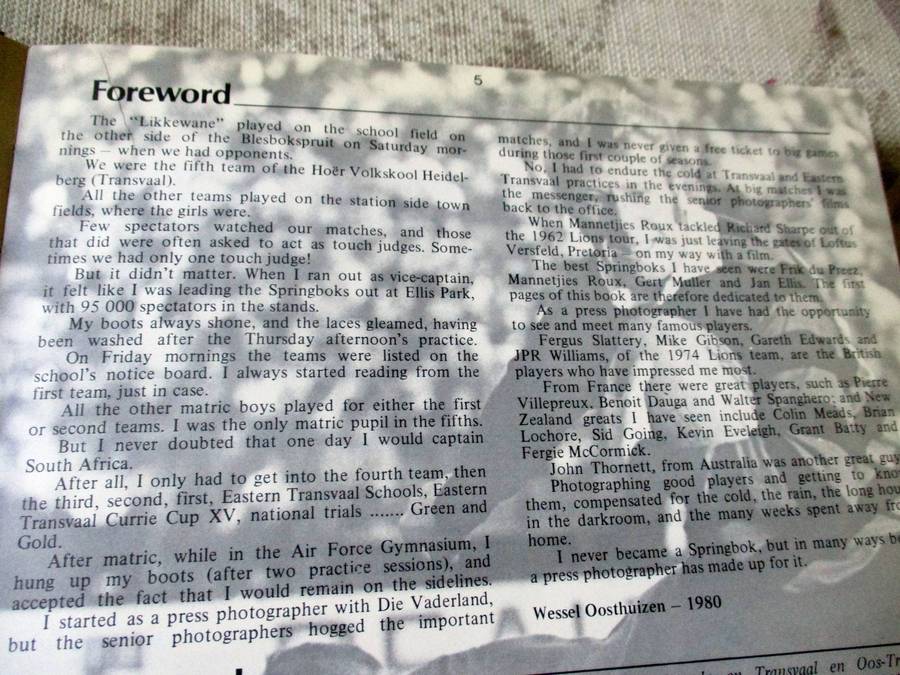 5
Foreword
The "Likkewane" played on the school field on
the other side of the Blesbokspruit on Saturday mor-
nings — when we had opponents.
We were the fifth team of the Hoër Volkskool Heidel-
berg (Transvaal).
All the other teams played on the station side town
fields, where the girls were.
Few spectators watched our matches, and those
that did were often asked to act as touch judges. Some-
times we had only one touch judge!
But it didn't matter. When I ran out as vice-captain,
it felt like I was leading the Springboks out at Ellis Park,
with 95 000 spectators in the stands.
My boots always shone, and the laces gleamed, having
been washed after the Thursday afternoon's practice.
On Friday mornings the teams were listed on the
school's notice board. I always started reading from the
first team, just in case.
All the other matric boys played for either the first
or second teams. I was the only matric pupil in the fifths.
But I never doubted that one day I would captain
South Africa.
After all, I only had to get into the fourth team, then
the third, second, first, Eastern Transvaal Schools, Eastern
Transvaal Currie Cup XV, national trials ....... Green and
Gold.
After matric, while in the Air Force Gymnasium, I
hung up my boots (after two practice sessions), and
accepted the fact that I would remain on the sidelines.
I started as a press photographer with Die Vaderland,
but the senior photographers hogged the important
matches, and I was never given a free ticket to big games
during those first couple of seasons.
No, I had to endure the cold at Transvaal and Eastern
Transvaal practices in the evenings. At big matches I was
the messenger, rushing the senior photographers' films
back to the office.
When Mannetjies Roux tackled Richard Sharpe out of
the 1962 Lions tour, I was just leaving the gates of Loftus
Versfeld, Pretoria — on my way with a film.
The best Springboks I have seen were Frik du Preez,
Mannetjies Roux, Gert Muller and Jan Ellis. The first
pages of this book are therefore dedicated to them.
As a press photographer I have had the opportunity
to see and meet many famous players.
Fergus Slattery, Mike Gibson, Gareth Edwards and
JPR Williams, of the 1974 Lions team, are the British
players who have impressed me most.
From France there were great players, such as Pierre
Villepreux, Benoit Dauga and Walter Spanghero; and New
Zealand greats I have seen include Colin Meads, Brian
Lochore, Sid Going, Kevin Eveleigh, Grant Batty and
Fergie McCormick.
John Thornett, from Australia was another great guy
Photographing good players and getting to
them, compensated for the cold, the rain, the long
in the darkroom, and the many weeks spent away
home.
I never became a Springbok, but in many ways
a press photographer has made up for it.
Wessel Oosthuizen — 1980
Transvaal en